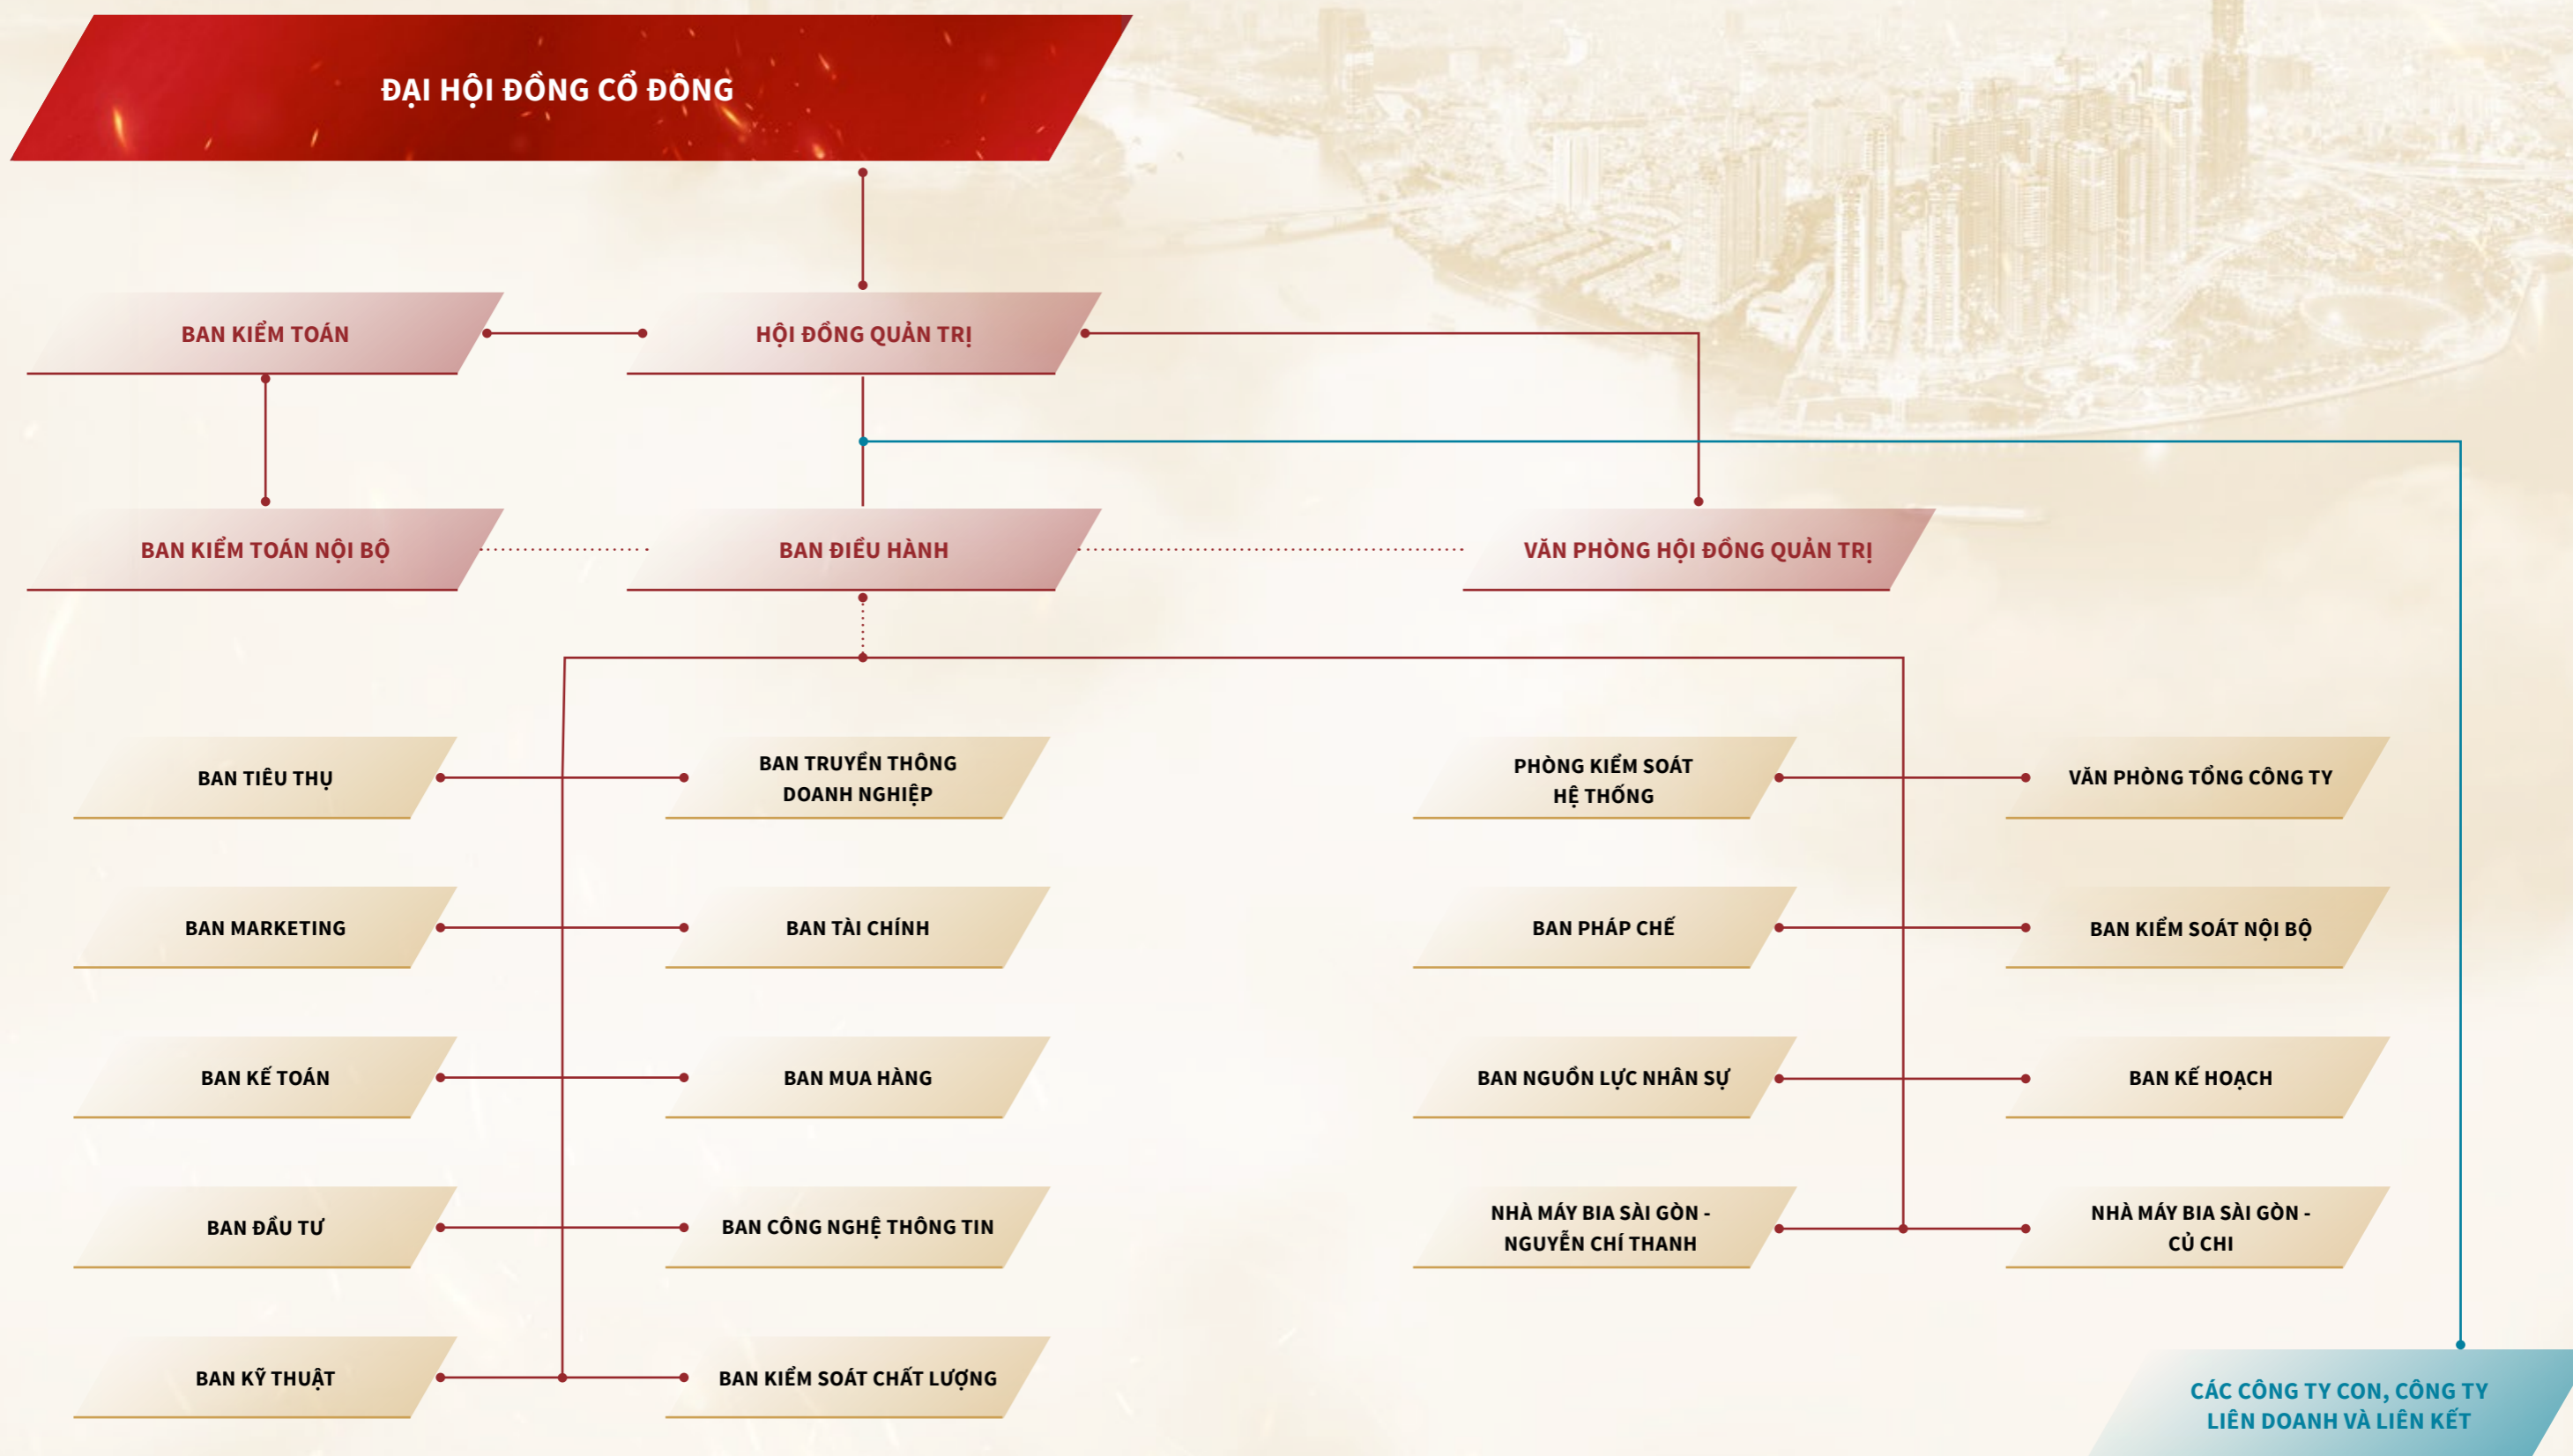 ĐẠI HỘI ĐỒNG CỔ ĐÔNG
BAN KIỂM TOÁN
HỘI ĐỒNG QUẢN TRỊ
BAN KIỂM TOÁN NỘI BỘ
BAN ĐIỀU HÀNH
VĂN PHÒNG HỘI ĐỒNG QUẢN TRỊ
BAN TIÊU THỤ
BAN TRUYỀN THÔNG
DOANH NGHIỆP
PHÒNG KIỂM SOÁT
HỆ THỐNG
VĂN PHÒNG TỔNG CÔNG TY
BAN MARKETING
BAN TÀI CHÍNH
BAN PHÁP CHẾ
BAN KIỂM SOÁT NỘI BỘ
BAN KẾ TOÁN
BAN MUA HÀNG
BAN NGUỒN LỰC NHÂN SỰ
BAN KẾ HOẠCH
BAN ĐẦU TƯ
BAN CÔNG NGHỆ THÔNG TIN
NHÀ MÁY BIA SÀI GÒN -
NGUYỄN CHÍ THANH
NHÀ MÁY BIA SÀI GÒN -
CỦ CHI
BAN KỸ THUẬT
BAN KIỂM SOÁT CHẤT LƯỢNG
CÁC CÔNG TY CON, CÔNG TY
LIÊN DOANH VÀ LIÊN KẾT